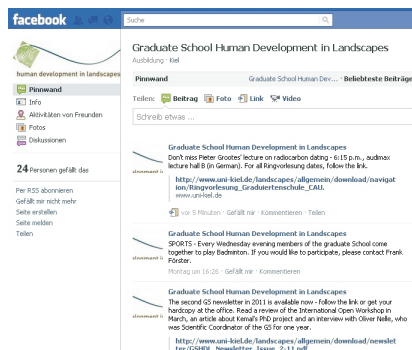 facebook
Suche
human development in landscapes
Graduate School Human Development in Landscapes
Ausbildung · Kiel
Pinnwand
Graduate School Human Dev... · Beliebteste Beiträge
Teilen: Beitrag Foto Link Video
Schreib etwas ...
Pinnwand
Info
Aktivitäten von Freunden
Fotos
Diskussionen
24 Personen gefällt das
Per RSS abonnieren
Gefällt mir nicht mehr
Seite erstellen
Seite melden
Teilen
Graduate School Human Development in Landscapes
Don't miss Pieter Grootes' lecture on radiocarbon dating - 6:15 p.m., audimax
lecture hall B (in German). For all Ringvorlesung dates, follow the link.
http://www.uni-kiel.de/landscapes/allgemein/download/navigat
ion/Ringvorlesung_Graduiertenschule_CAU.
www.uni-kiel.de
vor 5 Minuten · Gefällt mir · Kommentieren · Teilen
Graduate School Human Development in Landscapes
SPORTS - Every Wednesday evening members of the graduate school come
together to play Badminton. If you would like to participate, please contact Frank
Förster.
Montag um 16:26 · Gefällt mir · Kommentieren
Graduate School Human Development in Landscapes
The second GS newsletter in 2011 is available now - follow the link or get your
hardcopy at the office. Read a review of the International Open Workshop in
March, an article about Kemal's PhD project and an interview with Oliver Nelle, who
was Scientific Coordinator of the GS for one year.
http://www.uni-kiel.de/landscapes/allgemein/download/newslet
ter/GSHDL_Newsletter_Issue_2-11.pdf